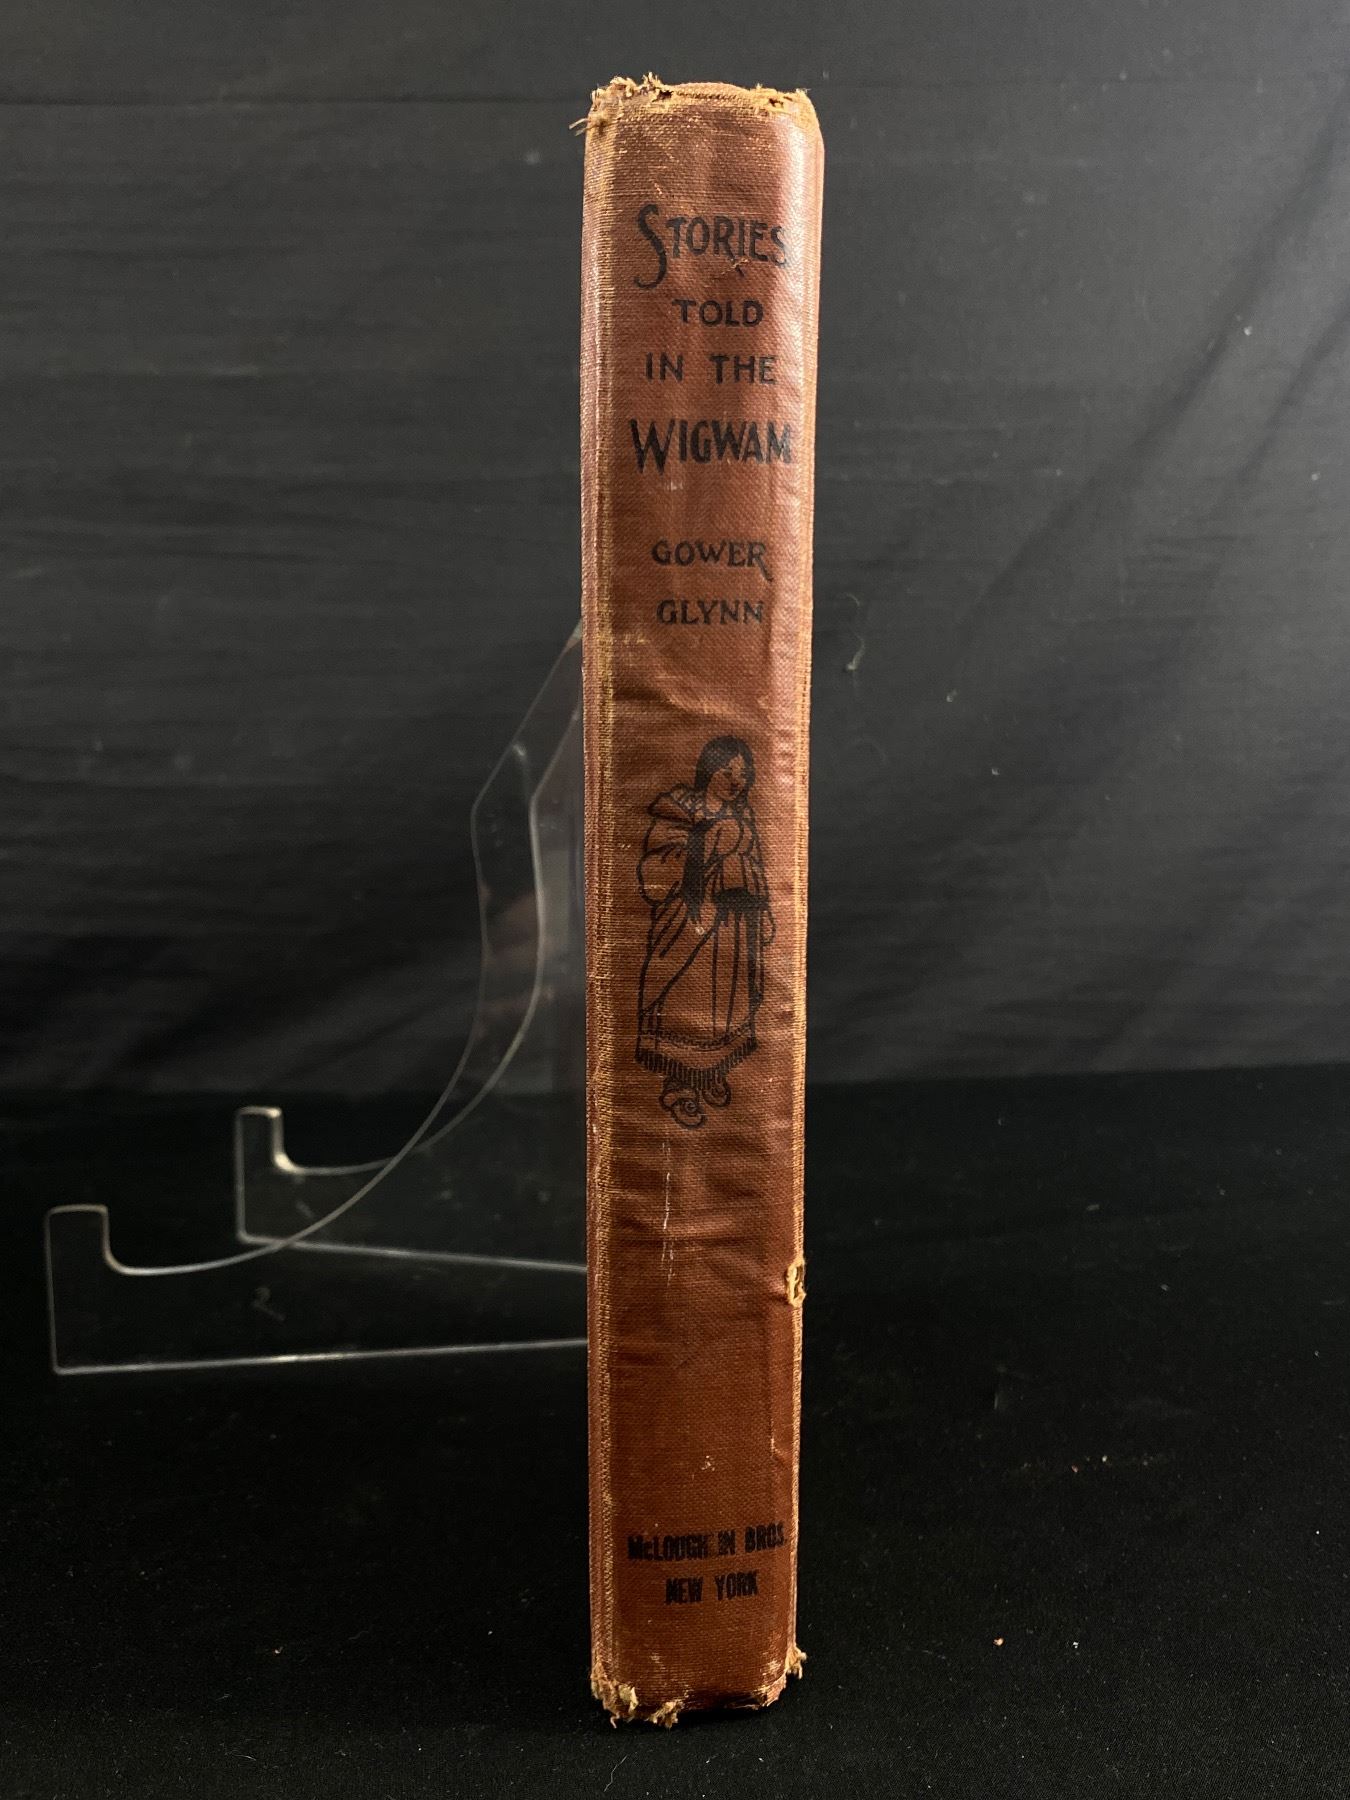 STORIES
TOLD
IN THE
WIGWAM
GOWER
GLYNN
McLOUGHLIN BROS.
NEW YORK